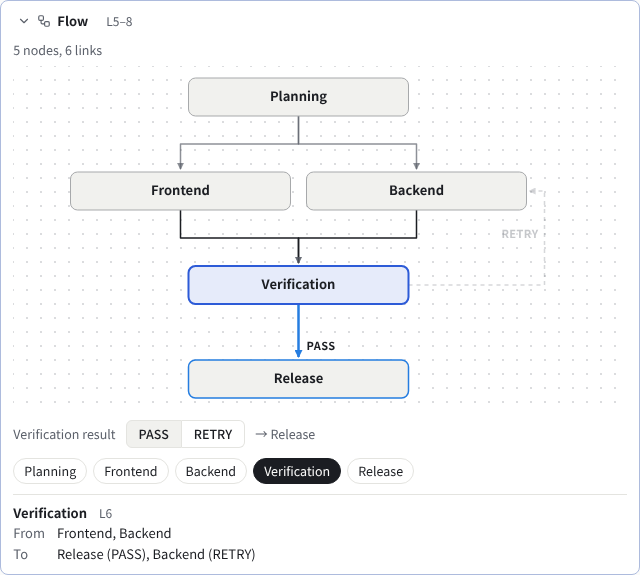 Flow L5–8
5 nodes, 6 links
Planning
Frontend Backend
RETRY
Verification
PASS
Release
Verification result PASS RETRY → Release
Planning Frontend Backend Verification Release
Verification L6
From Frontend, Backend
To Release (PASS), Backend (RETRY)